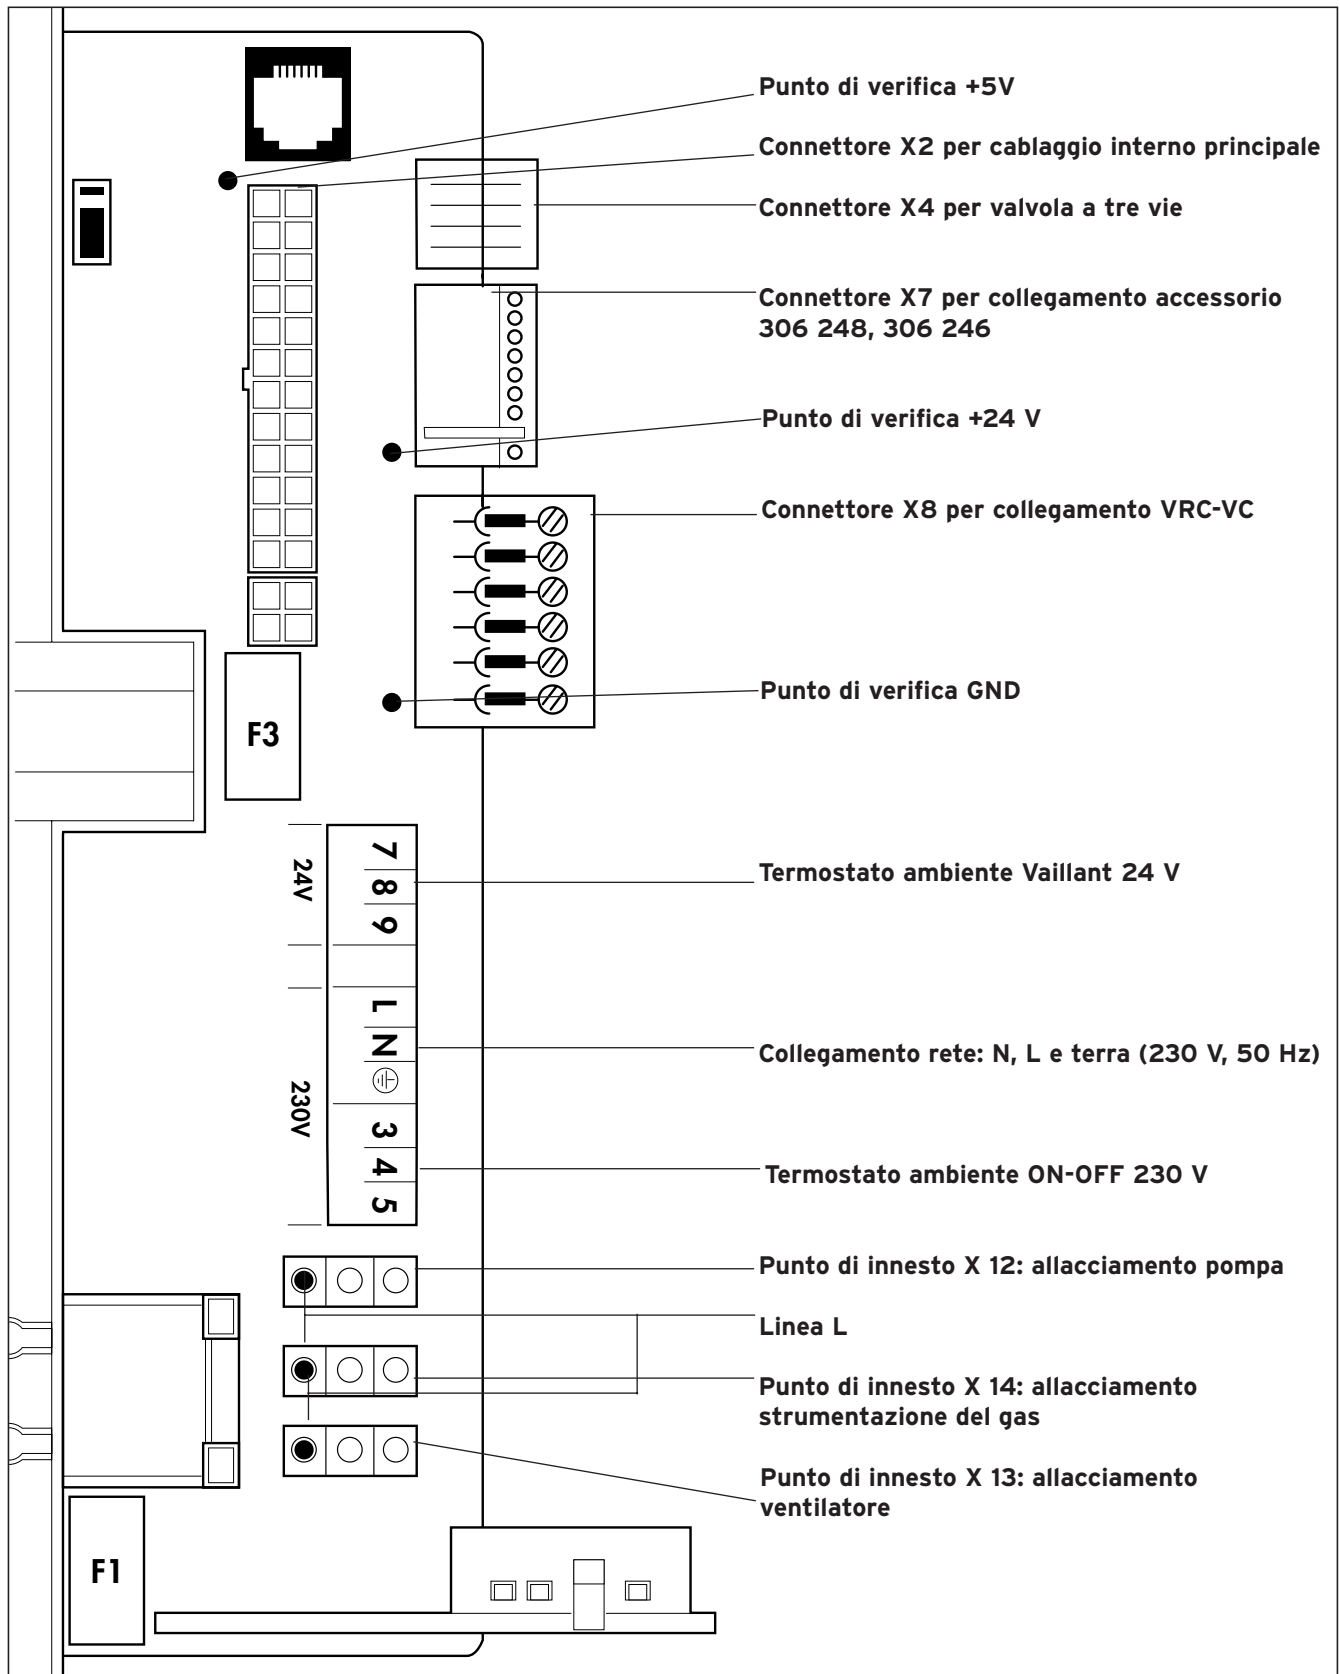 Punto di verifica +5V
Connettore X2 per cablaggio interno principale
Connettore X4 per valvola a tre vie
Connettore X7 per collegamento accessorio
306 248, 306 246
Punto di verifica +24 V
Connettore X8 per collegamento VRC-VC
Punto di verifica GND
F3
24V
7
8
9
Termostato ambiente Vaillant 24 V
230V
L
N
Collegamento rete: N, L e terra (230 V, 50 Hz)
3
4
5
Termostato ambiente ON-OFF 230 V
Punto di innesto X 12: allacciamento pompa
Linea L
Punto di innesto X 14: allacciamento
strumentazione del gas
Punto di innesto X 13: allacciamento
ventilatore
F1